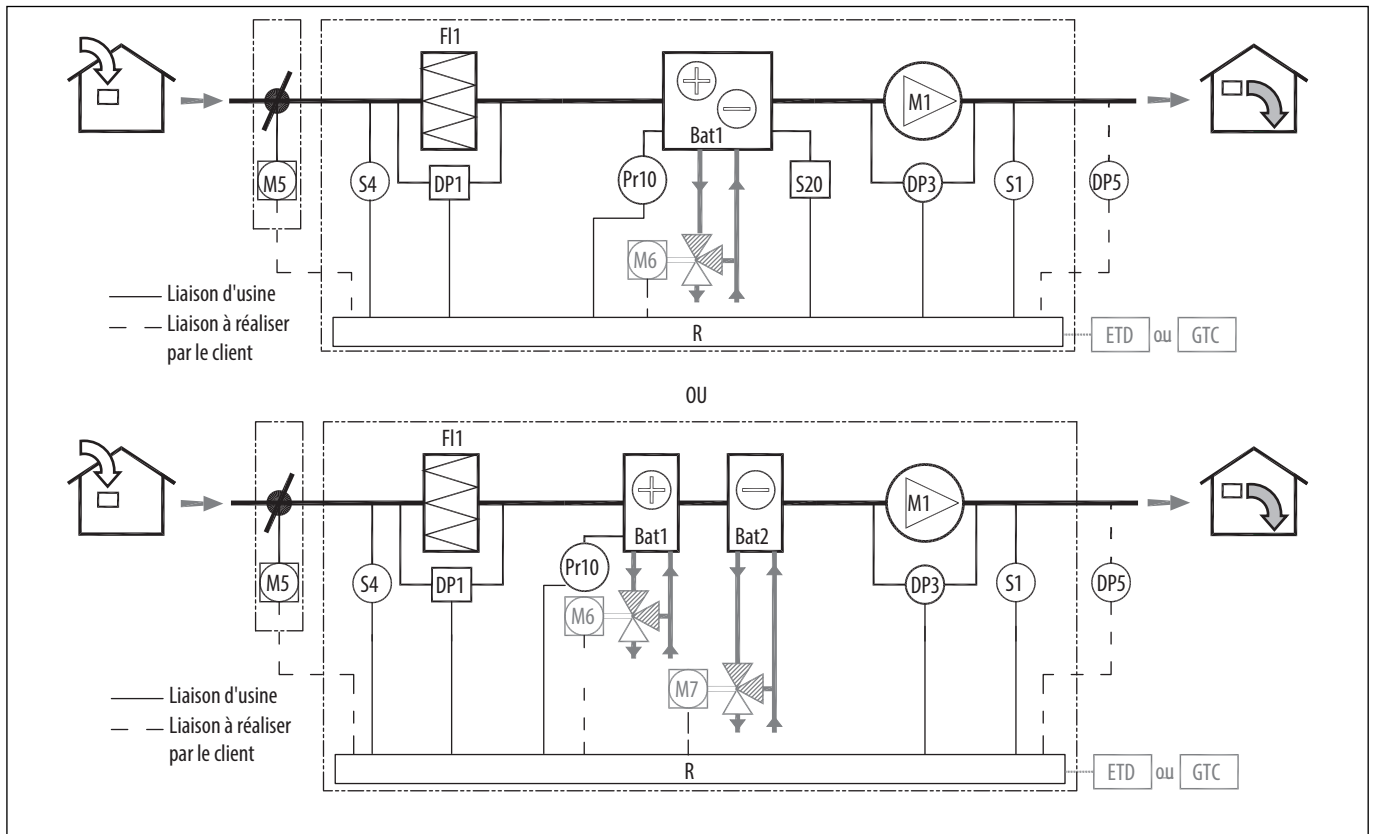 Fl1
M1
Bat1
M5
S4
DP1
Pr10
S20
DP3
S1
DP5
M6
Liaison d'usine
Liaison à réaliser
par le client
R
ETD ou GTC
OU
Fl1
M1
Bat1
Bat2
M5
S4
DP1
Pr10
DP3
S1
DP5
M6
M7
Liaison d'usine
Liaison à réaliser
par le client
R
ETD ou GTC